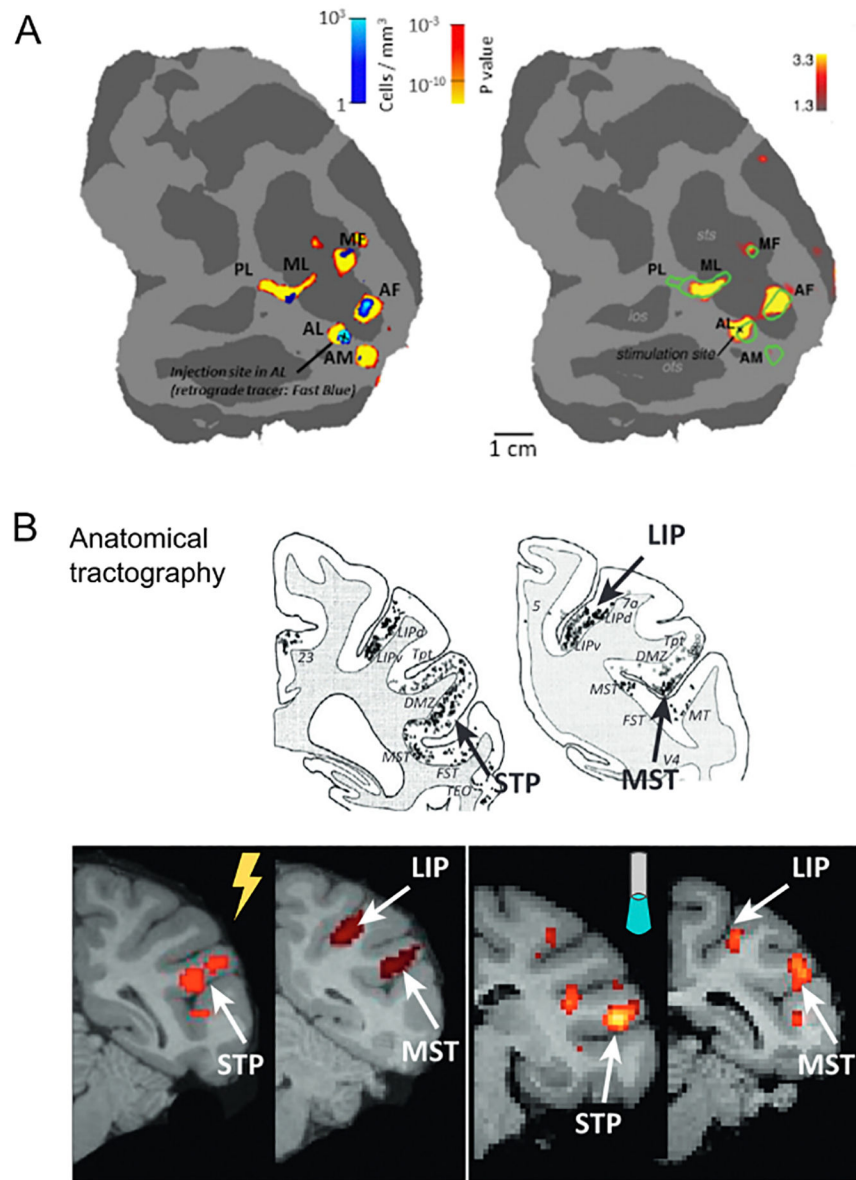 A
10³
1
Cells / mm³
10⁻³
10⁻¹⁰
P value
3.3
1.3
MF
PL
ML
AF
AL
AM
Injection site in AL
(retrograde tracer: Fast Blue)
sts
MF
PL
ML
AF
ios
AL
stimulation site
AM
ots
1 cm
B
Anatomical
tractography
LIP
23
LIPd
LIPv
Tpt
DMZ
MST
FST
TEO
STP
5
7a
LIPd
LIPv
Tpt
DMZ
MST
FST
MT
V4
MST
LIP
STP
MST
LIP
STP
MST